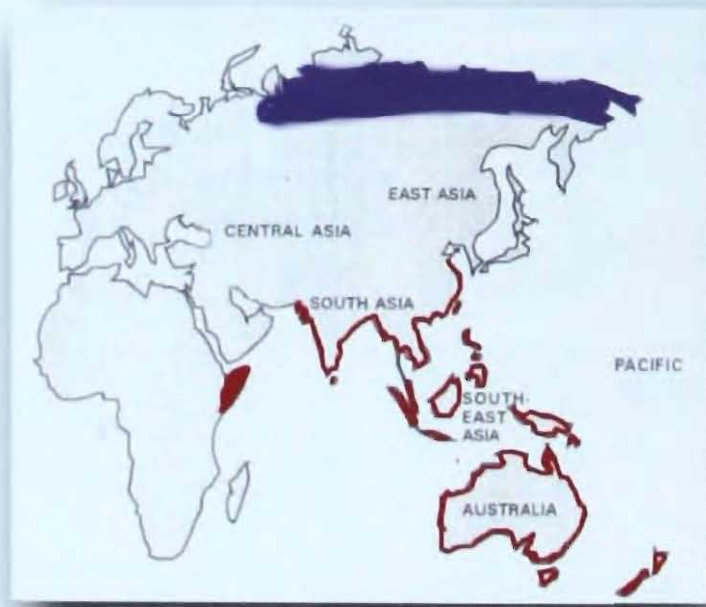 EAST ASIA
CENTRAL ASIA
SOUTH ASIA
PACIFIC
SOUTH-
EAST
ASIA
AUSTRALIA